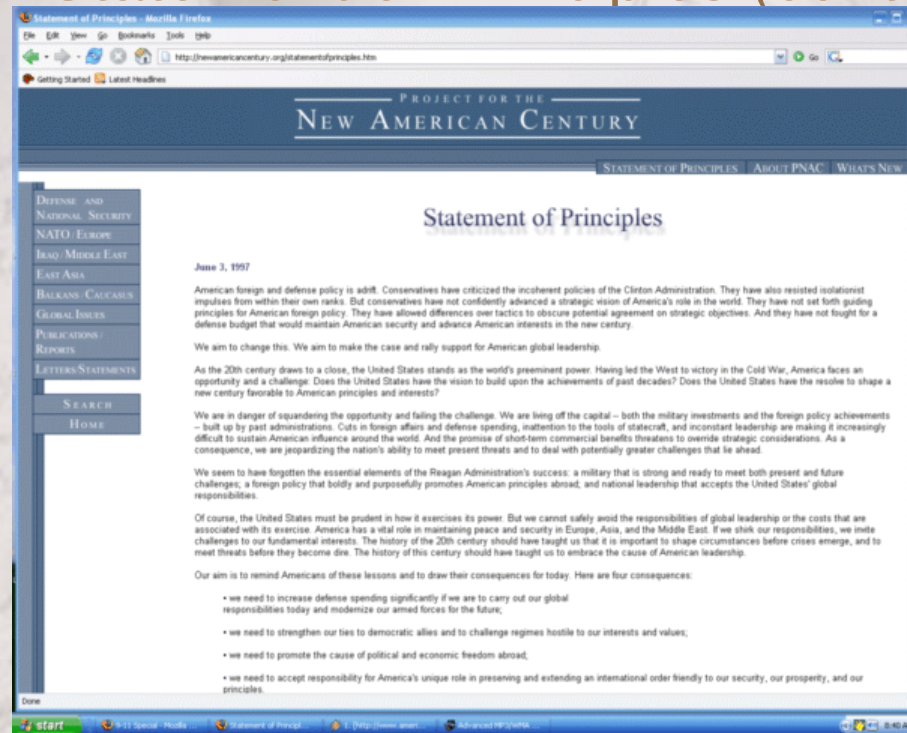 Statement of Principles - Mozilla Firefox
File Edit View Go Bookmarks Tools Help
http://newamericancentury.org/statementofprinciples.htm Go
Getting Started Latest Headlines
PROJECT FOR THE
NEW AMERICAN CENTURY
STATEMENT OF PRINCIPLES ABOUT PNAC WHAT'S NEW
DEFENSE AND
NATIONAL SECURITY
NATO / EUROPE
IRAQ / MIDDLE EAST
EAST ASIA
BALKANS / CAUCASUS
GLOBAL ISSUES
PUBLICATIONS /
REPORTS
LETTERS / STATEMENTS
SEARCH
HOME
Statement of Principles
June 3, 1997
American foreign and defense policy is adrift. Conservatives have criticized the incoherent policies of the Clinton Administration. They have also resisted isolationist
impulses from within their own ranks. But conservatives have not confidently advanced a strategic vision of America's role in the world. They have not set forth guiding
principles for American foreign policy. They have allowed differences over tactics to obscure potential agreement on strategic objectives. And they have not fought for a
defense budget that would maintain American security and advance American interests in the new century.
We aim to change this. We aim to make the case and rally support for American global leadership.
As the 20th century draws to a close, the United States stands as the world's preeminent power. Having led the West to victory in the Cold War, America faces an
opportunity and a challenge: Does the United States have the vision to build upon the achievements of past decades? Does the United States have the resolve to shape a
new century favorable to American principles and interests?
We are in danger of squandering the opportunity and failing the challenge. We are living off the capital -- both the military investments and the foreign policy achievements
-- built up by past administrations. Cuts in foreign affairs and defense spending, inattention to the tools of statecraft, and inconstant leadership are making it increasingly
difficult to sustain American influence around the world. And the promise of short-term commercial benefits threatens to override strategic considerations. As a
consequence, we are jeopardizing the nation's ability to meet present threats and to deal with potentially greater challenges that lie ahead.
We seem to have forgotten the essential elements of the Reagan Administration's success: a military that is strong and ready to meet both present and future
challenges; a foreign policy that boldly and purposefully promotes American principles abroad; and national leadership that accepts the United States' global
responsibilities.
Of course, the United States must be prudent in how it exercises its power. But we cannot safely avoid the responsibilities of global leadership or the costs that are
associated with its exercise. America has a vital role in maintaining peace and security in Europe, Asia, and the Middle East. If we shirk our responsibilities, we invite
challenges to our fundamental interests. The history of the 20th century should have taught us that it is important to shape circumstances before crises emerge, and to
meet threats before they become dire. The history of this century should have taught us to embrace the cause of American leadership.
Our aim is to remind Americans of these lessons and to draw their consequences for today. Here are four consequences:
• we need to increase defense spending significantly if we are to carry out our global
responsibilities today and modernize our armed forces for the future;
• we need to strengthen our ties to democratic allies and to challenge regimes hostile to our interests and values;
• we need to promote the cause of political and economic freedom abroad;
• we need to accept responsibility for America's unique role in preserving and extending an international order friendly to our security, our prosperity, and our
principles.
Done
start 9-11 Special - Mozilla ... Statement of Principl... 1. [http://www.ameri... Advanced MP3/WMA ... 8:40 A